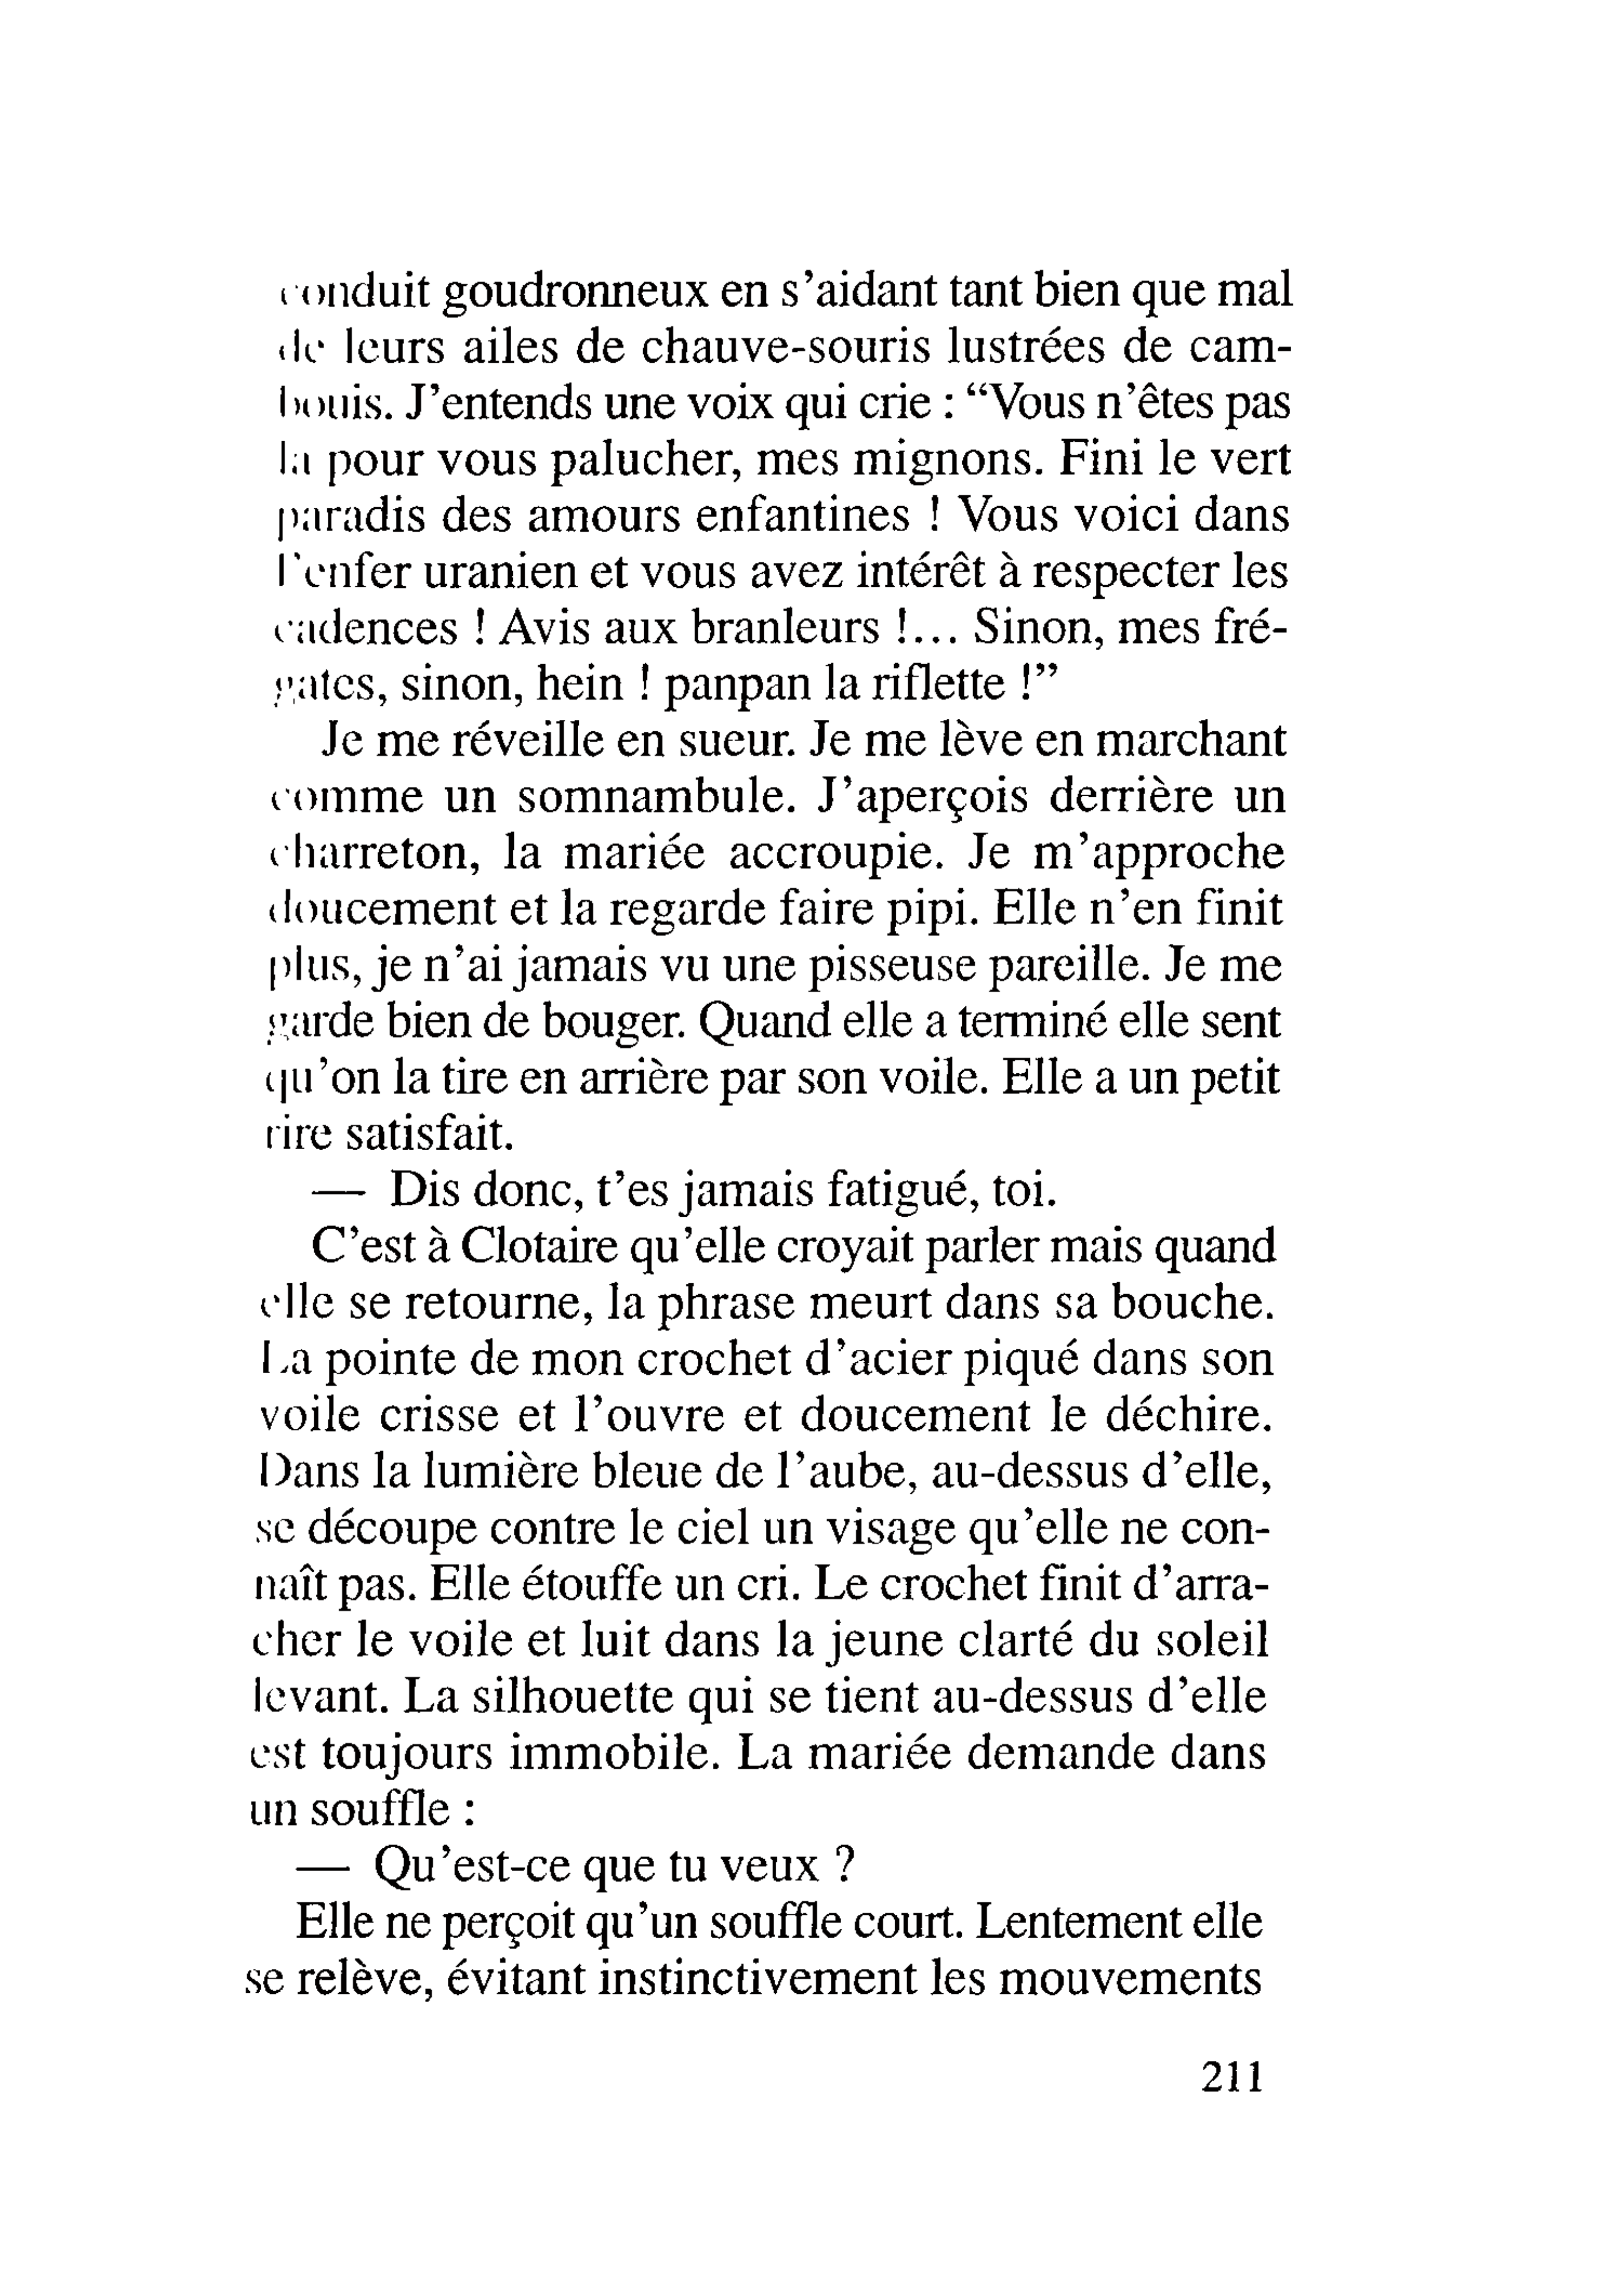 conduit goudronneux en s’aidant tant bien que mal
de leurs ailes de chauve-souris lustrées de cam-
bouis. J’entends une voix qui crie : “Vous n’êtes pas
là pour vous palucher, mes mignons. Fini le vert
paradis des amours enfantines ! Vous voici dans
l’enfer uranien et vous avez intérêt à respecter les
cadences ! Avis aux branleurs !... Sinon, mes fré-
gates, sinon, hein ! panpan la riflette !”
Je me réveille en sueur. Je me lève en marchant
comme un somnambule. J’aperçois derrière un
charreton, la mariée accroupie. Je m’approche
doucement et la regarde faire pipi. Elle n’en finit
plus, je n’ai jamais vu une pisseuse pareille. Je me
garde bien de bouger. Quand elle a terminé elle sent
qu’on la tire en arrière par son voile. Elle a un petit
rire satisfait.
— Dis donc, t’es jamais fatigué, toi.
C’est à Clotaire qu’elle croyait parler mais quand
elle se retourne, la phrase meurt dans sa bouche.
La pointe de mon crochet d’acier piqué dans son
voile crisse et l’ouvre et doucement le déchire.
Dans la lumière bleue de l’aube, au-dessus d’elle,
se découpe contre le ciel un visage qu’elle ne con-
naît pas. Elle étouffe un cri. Le crochet finit d’arra-
cher le voile et luit dans la jeune clarté du soleil
levant. La silhouette qui se tient au-dessus d’elle
est toujours immobile. La mariée demande dans
un souffle :
— Qu’est-ce que tu veux ?
Elle ne perçoit qu’un souffle court. Lentement elle
se relève, évitant instinctivement les mouvements
211